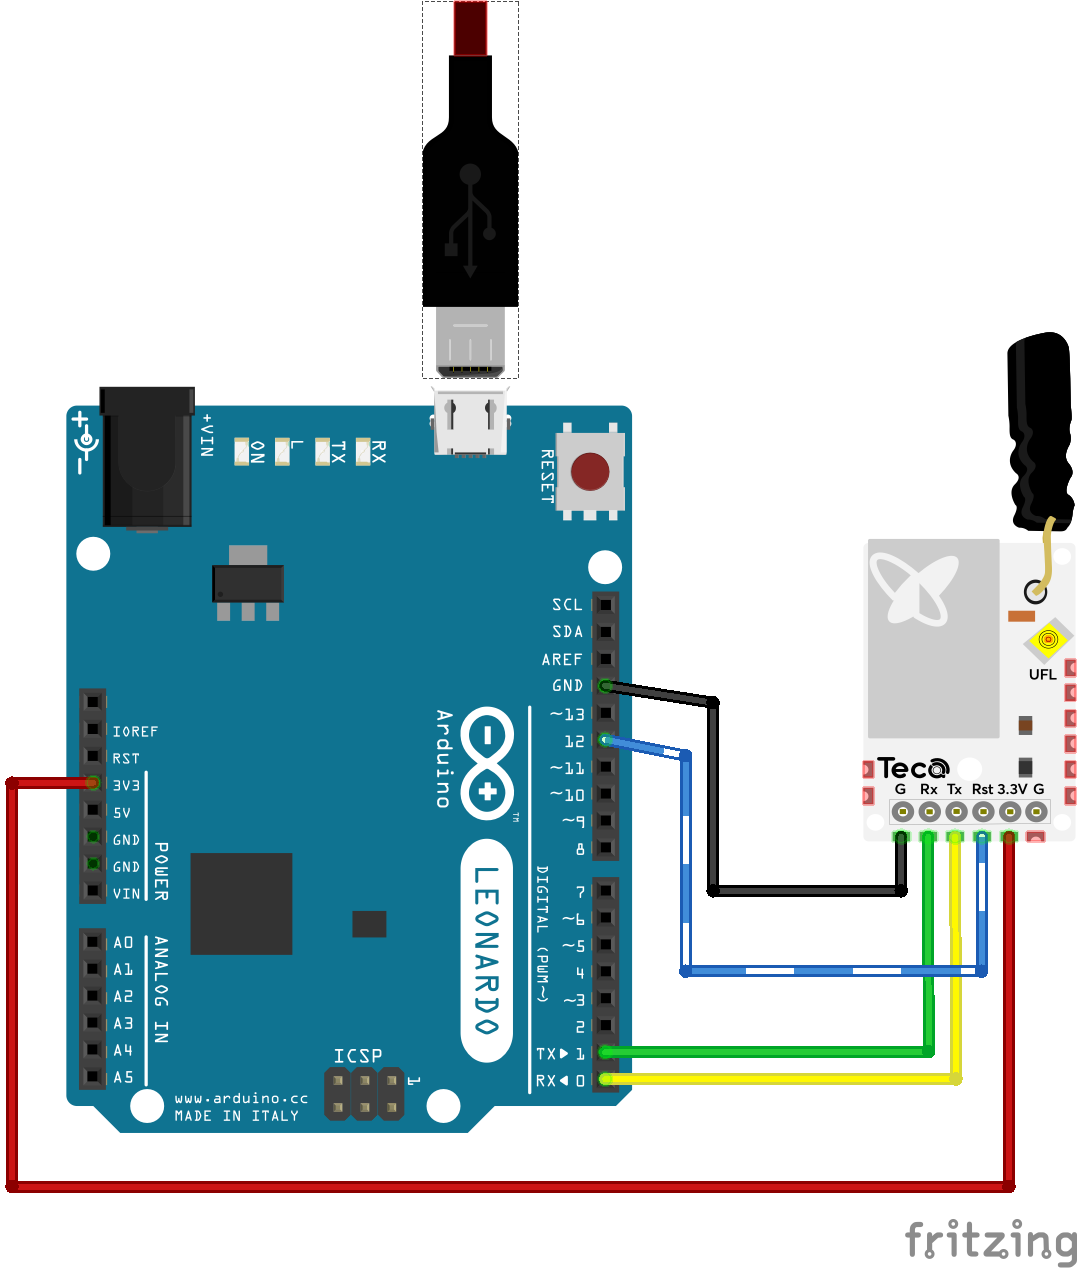 +VIN
ON
L
TX
RX
RESET
SCL
SDA
AREF
GND
~13
12
~11
~10
~9
8
7
~6
~5
4
~3
2
TX▶ 1
RX◀ 0
IOREF
RST
3V3
5V
GND
GND
VIN
POWER
A0
A1
A2
A3
A4
A5
ANALOG IN
Arduino
TM
LEONARDO
DIGITAL (PWM~)
ICSP
1
www.arduino.cc
MADE IN ITALY
UFL
Teca
G Rx Tx Rst 3.3V G
fritzing